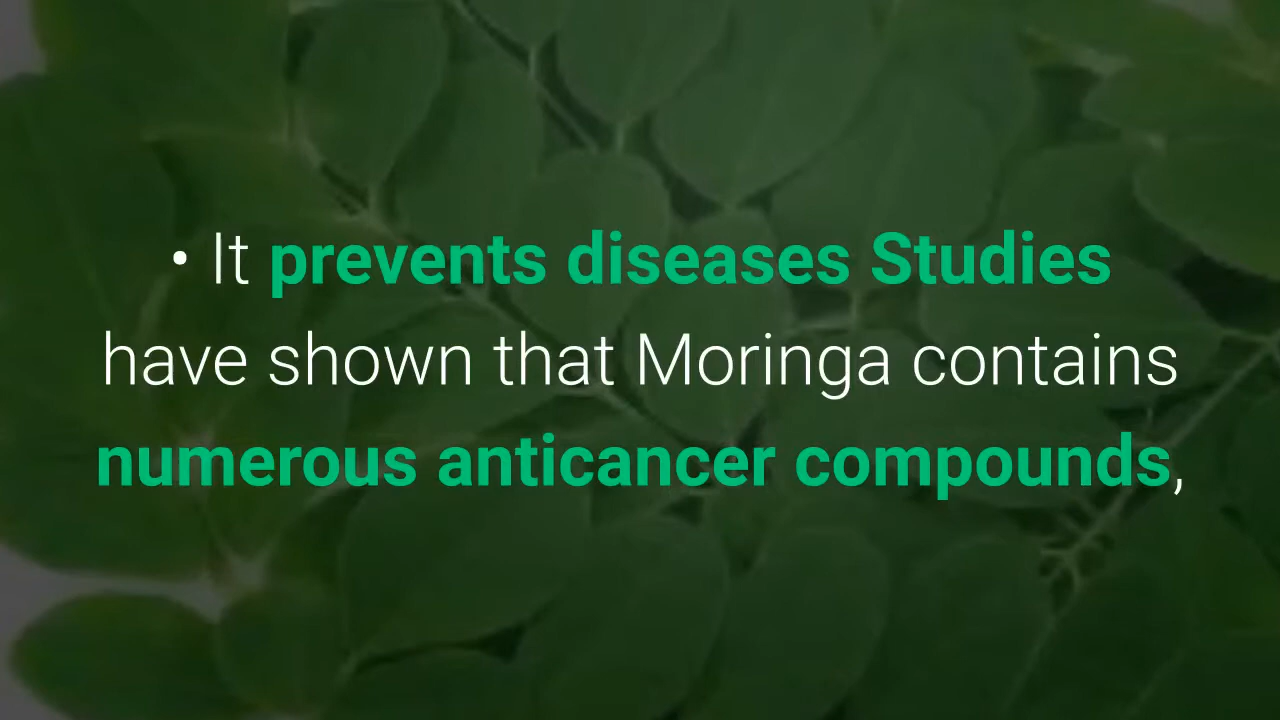 • It prevents diseases Studies
have shown that Moringa contains
numerous anticancer compounds,